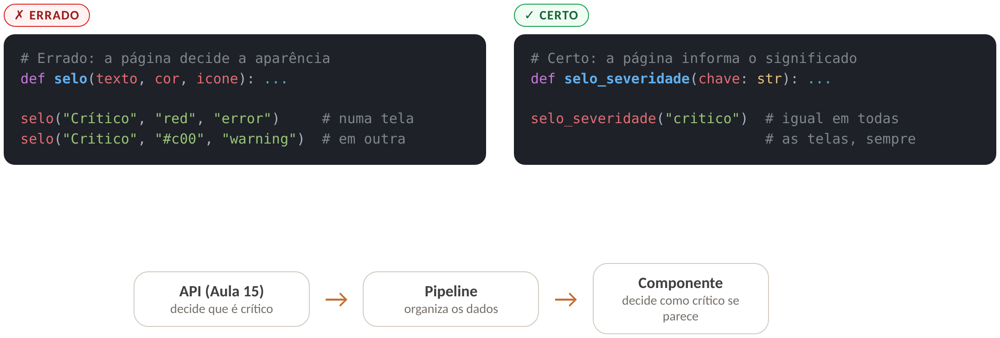 ✗ ERRADO
# Errado: a página decide a aparência
def selo(texto, cor, icone): ...
selo("Crítico", "red", "error")     # numa tela
selo("Critico", "#c00", "warning")  # em outra
✓ CERTO
# Certo: a página informa o significado
def selo_severidade(chave: str): ...
selo_severidade("critico")  # igual em todas
# as telas, sempre
API (Aula 15)
decide que é crítico
→
Pipeline
organiza os dados
→
Componente
decide como crítico se
parece